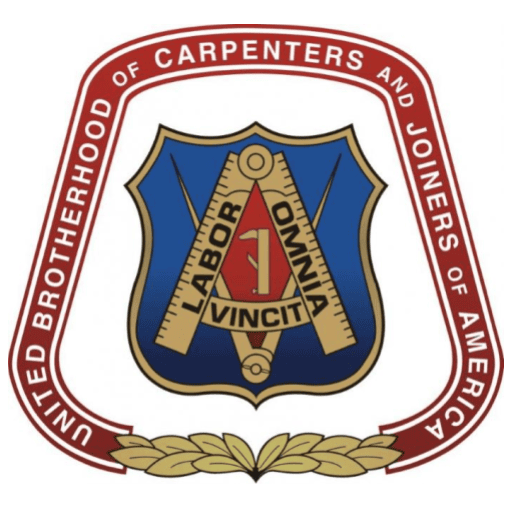 UNITED BROTHERHOOD OF CARPENTERS AND JOINERS OF AMERICA
LABOR
OMNIA
VINCIT